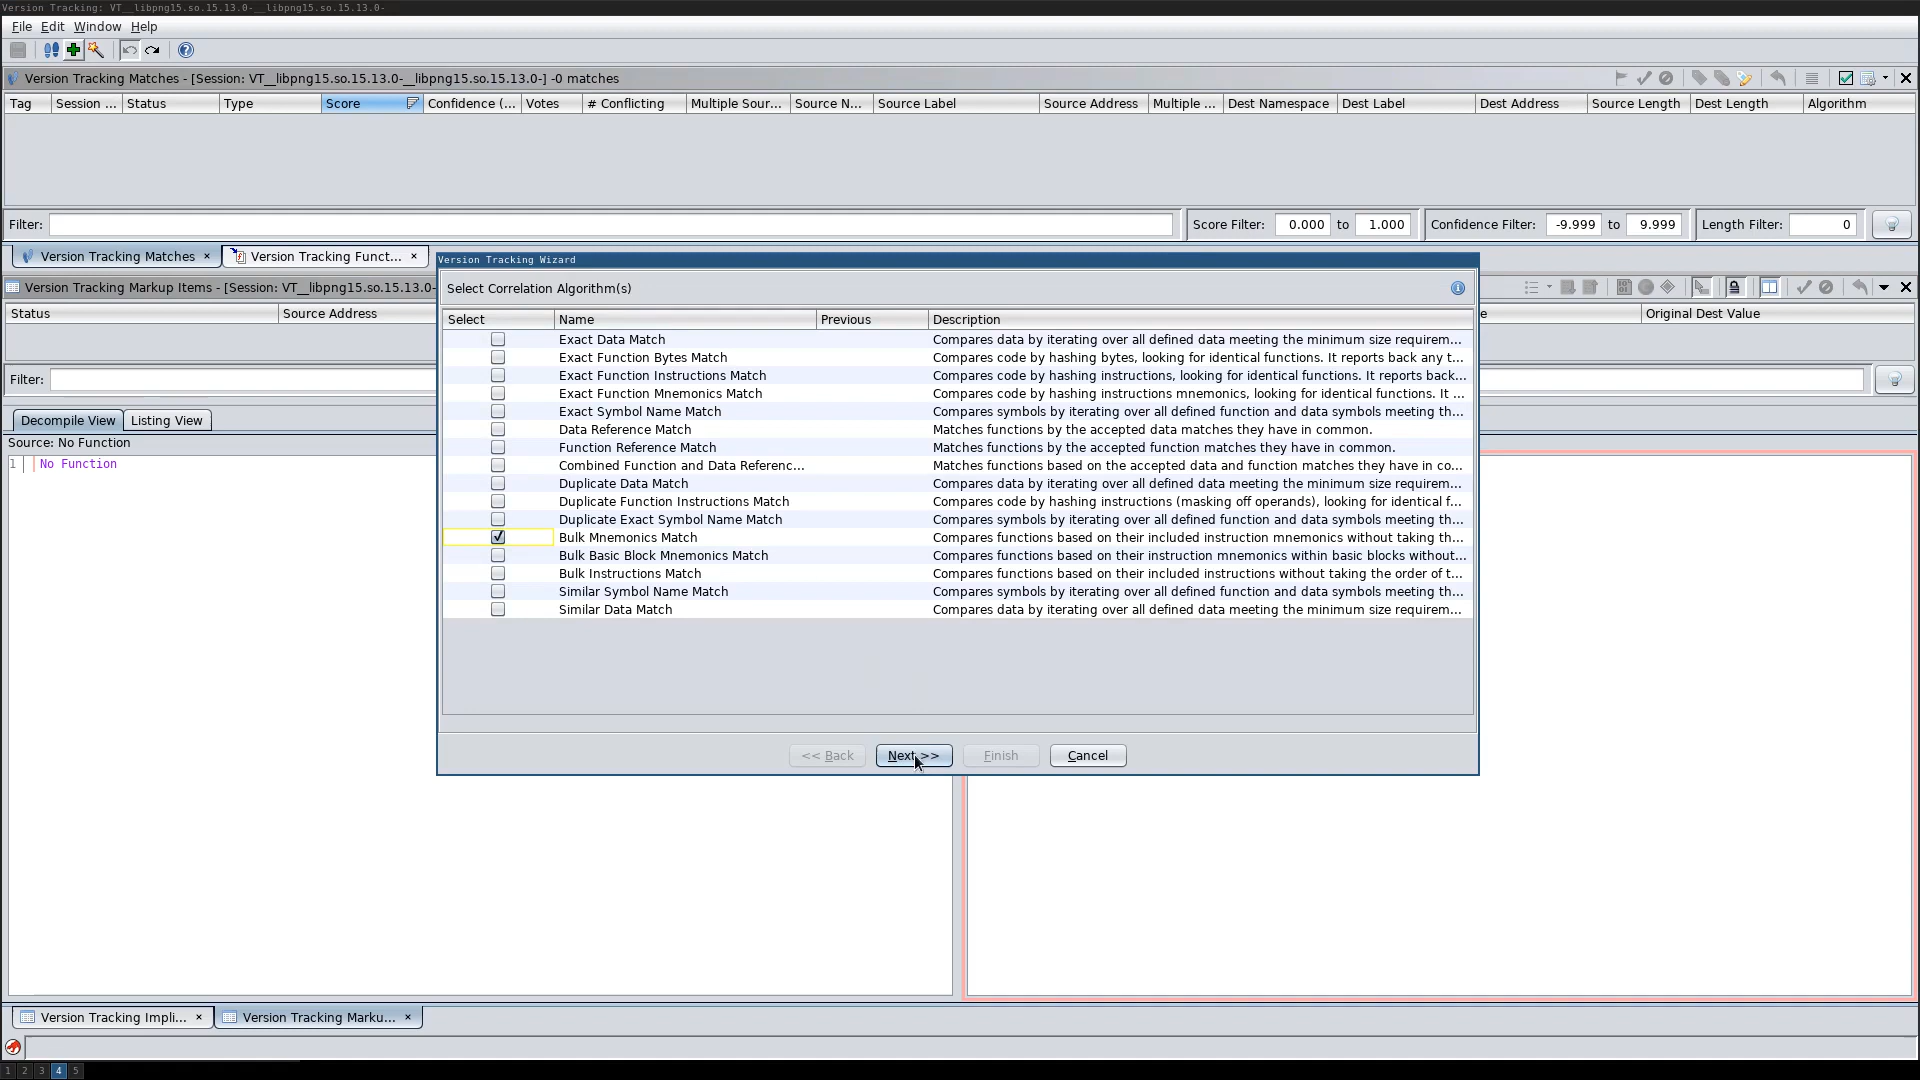 Version Tracking: VT__libpng15.so.15.13.0-__libpng15.so.15.13.0-
File Edit Window Help
Version Tracking Matches - [Session: VT__libpng15.so.15.13.0-__libpng15.so.15.13.0-] -0 matches
Tag Session ... Status Type Score Confidence (... Votes # Conflicting Multiple Sour... Source N... Source Label Source Address Multiple ... Dest Namespace Dest Label Dest Address Source Length Dest Length Algorithm
Filter: Score Filter: 0.000 to 1.000 Confidence Filter: -9.999 to 9.999 Length Filter: 0
Version Tracking Matches × Version Tracking Funct... ×
Version Tracking Wizard
Version Tracking Markup Items - [Session: VT__libpng15.so.15.13.0-
Select Correlation Algorithm(s)
Status Source Address e Original Dest Value
Select Name Previous Description
Exact Data Match Compares data by iterating over all defined data meeting the minimum size requirem...
Exact Function Bytes Match Compares code by hashing bytes, looking for identical functions. It reports back any t...
Exact Function Instructions Match Compares code by hashing instructions, looking for identical functions. It reports back...
Filter:
Exact Function Mnemonics Match Compares code by hashing instructions mnemonics, looking for identical functions. It ...
Exact Symbol Name Match Compares symbols by iterating over all defined function and data symbols meeting th...
Decompile View Listing View
Data Reference Match Matches functions by the accepted data matches they have in common.
Source: No Function
Function Reference Match Matches functions by the accepted function matches they have in common.
1 No Function
Combined Function and Data Referenc... Matches functions based on the accepted data and function matches they have in co...
Duplicate Data Match Compares data by iterating over all defined data meeting the minimum size requirem...
Duplicate Function Instructions Match Compares code by hashing instructions (masking off operands), looking for identical f...
Duplicate Exact Symbol Name Match Compares symbols by iterating over all defined function and data symbols meeting th...
Bulk Mnemonics Match Compares functions based on their included instruction mnemonics without taking th...
Bulk Basic Block Mnemonics Match Compares functions based on their instruction mnemonics within basic blocks without...
Bulk Instructions Match Compares functions based on their included instructions without taking the order of t...
Similar Symbol Name Match Compares symbols by iterating over all defined function and data symbols meeting th...
Similar Data Match Compares data by iterating over all defined data meeting the minimum size requirem...
<< Back Next >> Finish Cancel
Version Tracking Impli... × Version Tracking Marku... ×
1 2 3 4 5